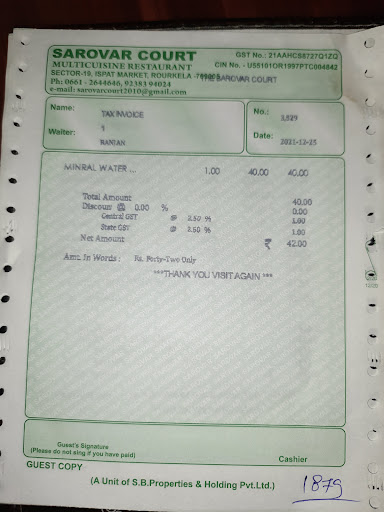 SAROVAR COURT
MULTICUISINE RESTAURANT
SECTOR-19, ISPAT MARKET, ROURKELA
THE SAROVAR COURT
Ph: 0661 - 2644646, 02383 94024
e-mail: sarovarcourt2010@gmail.com
GST No.: 21AAHCS8727Q1ZQ
CIN No. - U55101OR1997PTC004842
Name: TAX INVOICE
1
Waiter: RANJAN
No.: 3,529
Date: 2021-12-25
MINRAL WATER ... 1.00 40.00 40.00
Total Amount 40.00
Discount @ 0.00 % 0.00
Central GST @ 2.50 % 1.00
State GST @ 2.50 % 1.00
Net Amount ₹ 42.00
Amt. In Words : Rs. Forty-Two Only
***THANK YOU VISIT AGAIN ***
Guest's Signature
(Please do not sing if you have paid)
Cashier
GUEST COPY
(A Unit of S.B.Properties & Holding Pvt.Ltd.)
1879